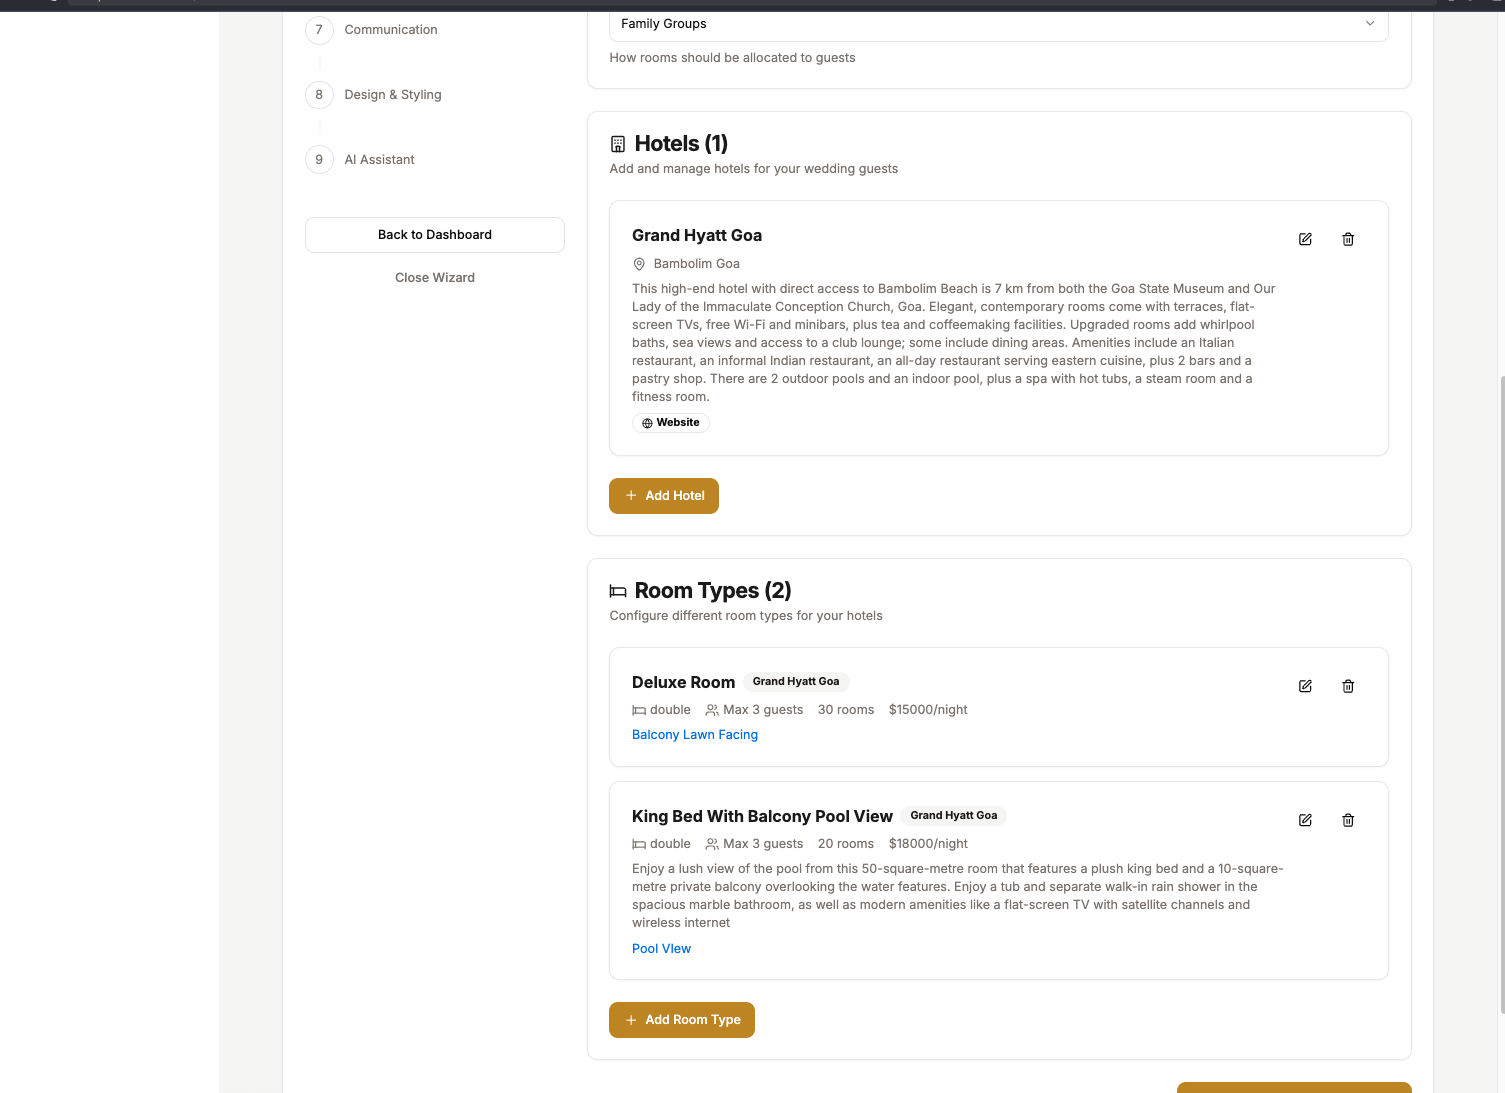 7 Communication
8 Design & Styling
9 AI Assistant
Back to Dashboard
Close Wizard
Family Groups
How rooms should be allocated to guests
Hotels (1)
Add and manage hotels for your wedding guests
Grand Hyatt Goa
Bambolim Goa
This high-end hotel with direct access to Bambolim Beach is 7 km from both the Goa State Museum and Our
Lady of the Immaculate Conception Church, Goa. Elegant, contemporary rooms come with terraces, flat-
screen TVs, free Wi-Fi and minibars, plus tea and coffeemaking facilities. Upgraded rooms add whirlpool
baths, sea views and access to a club lounge; some include dining areas. Amenities include an Italian
restaurant, an informal Indian restaurant, an all-day restaurant serving eastern cuisine, plus 2 bars and a
pastry shop. There are 2 outdoor pools and an indoor pool, plus a spa with hot tubs, a steam room and a
fitness room.
Website
Add Hotel
Room Types (2)
Configure different room types for your hotels
Deluxe Room Grand Hyatt Goa
double Max 3 guests 30 rooms $15000/night
Balcony Lawn Facing
King Bed With Balcony Pool View Grand Hyatt Goa
double Max 3 guests 20 rooms $18000/night
Enjoy a lush view of the pool from this 50-square-metre room that features a plush king bed and a 10-square-
metre private balcony overlooking the water features. Enjoy a tub and separate walk-in rain shower in the
spacious marble bathroom, as well as modern amenities like a flat-screen TV with satellite channels and
wireless internet
Pool VIew
Add Room Type